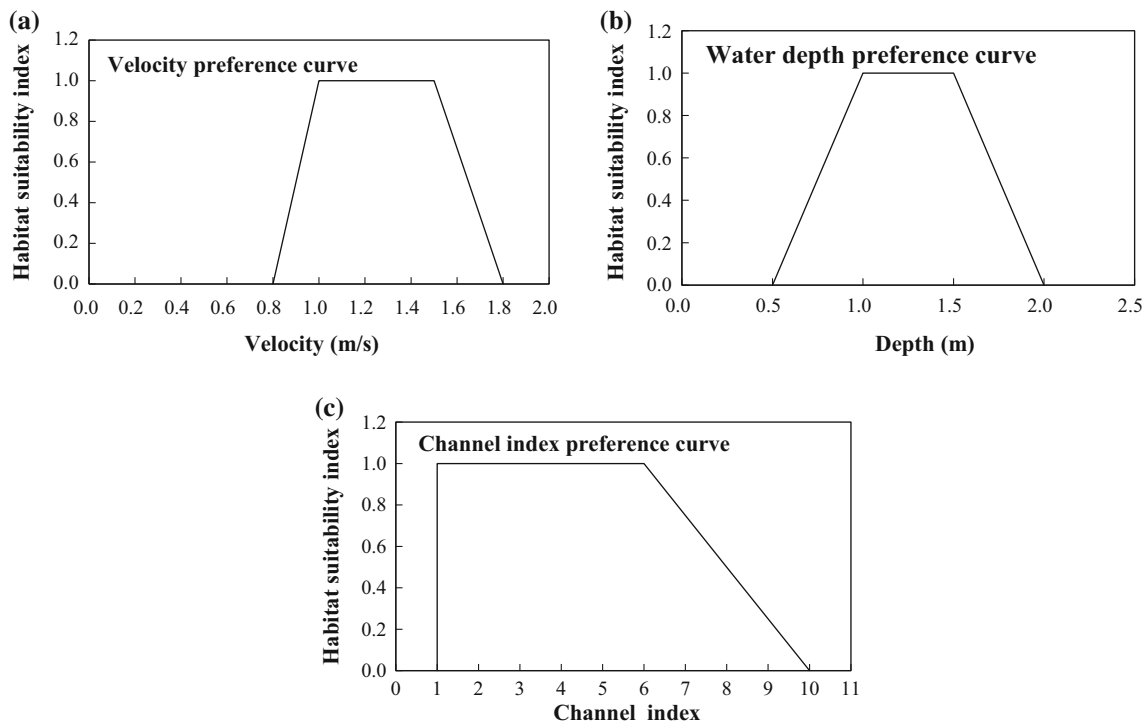 (a)
Velocity preference curve
Habitat suitability index
1.2
1.0
0.8
0.6
0.4
0.2
0.0
0.0 0.2 0.4 0.6 0.8 1.0 1.2 1.4 1.6 1.8 2.0
Velocity (m/s)
(b)
Water depth preference curve
Habitat suitability index
1.2
1.0
0.8
0.6
0.4
0.2
0.0
0.0 0.5 1.0 1.5 2.0 2.5
Depth (m)
(c)
Channel index preference curve
Habitat suitability index
1.2
1.0
0.8
0.6
0.4
0.2
0.0
0 1 2 3 4 5 6 7 8 9 10 11
Channel index